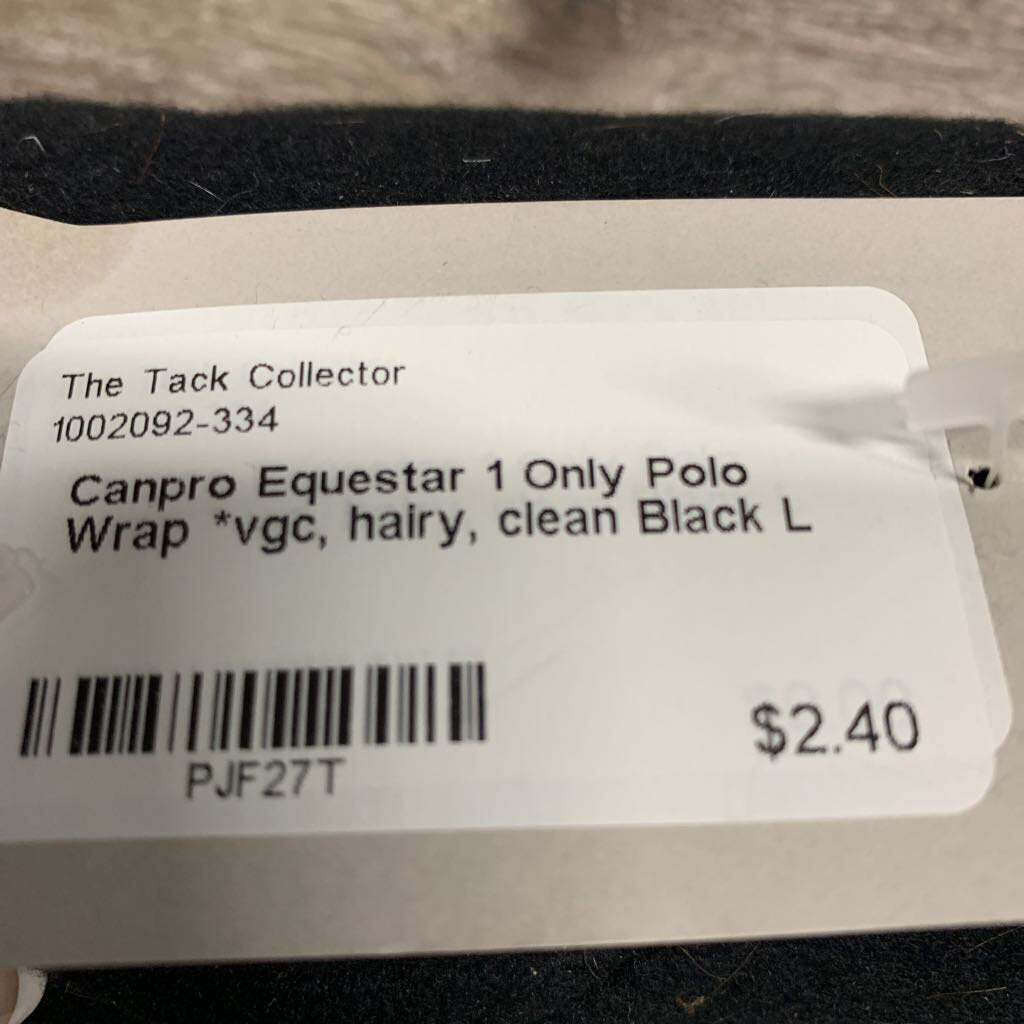 The Tack Collector
1002092-334
Canpro Equestar 1 Only Polo
Wrap *vgc, hairy, clean Black L
PJF27T
$2.40